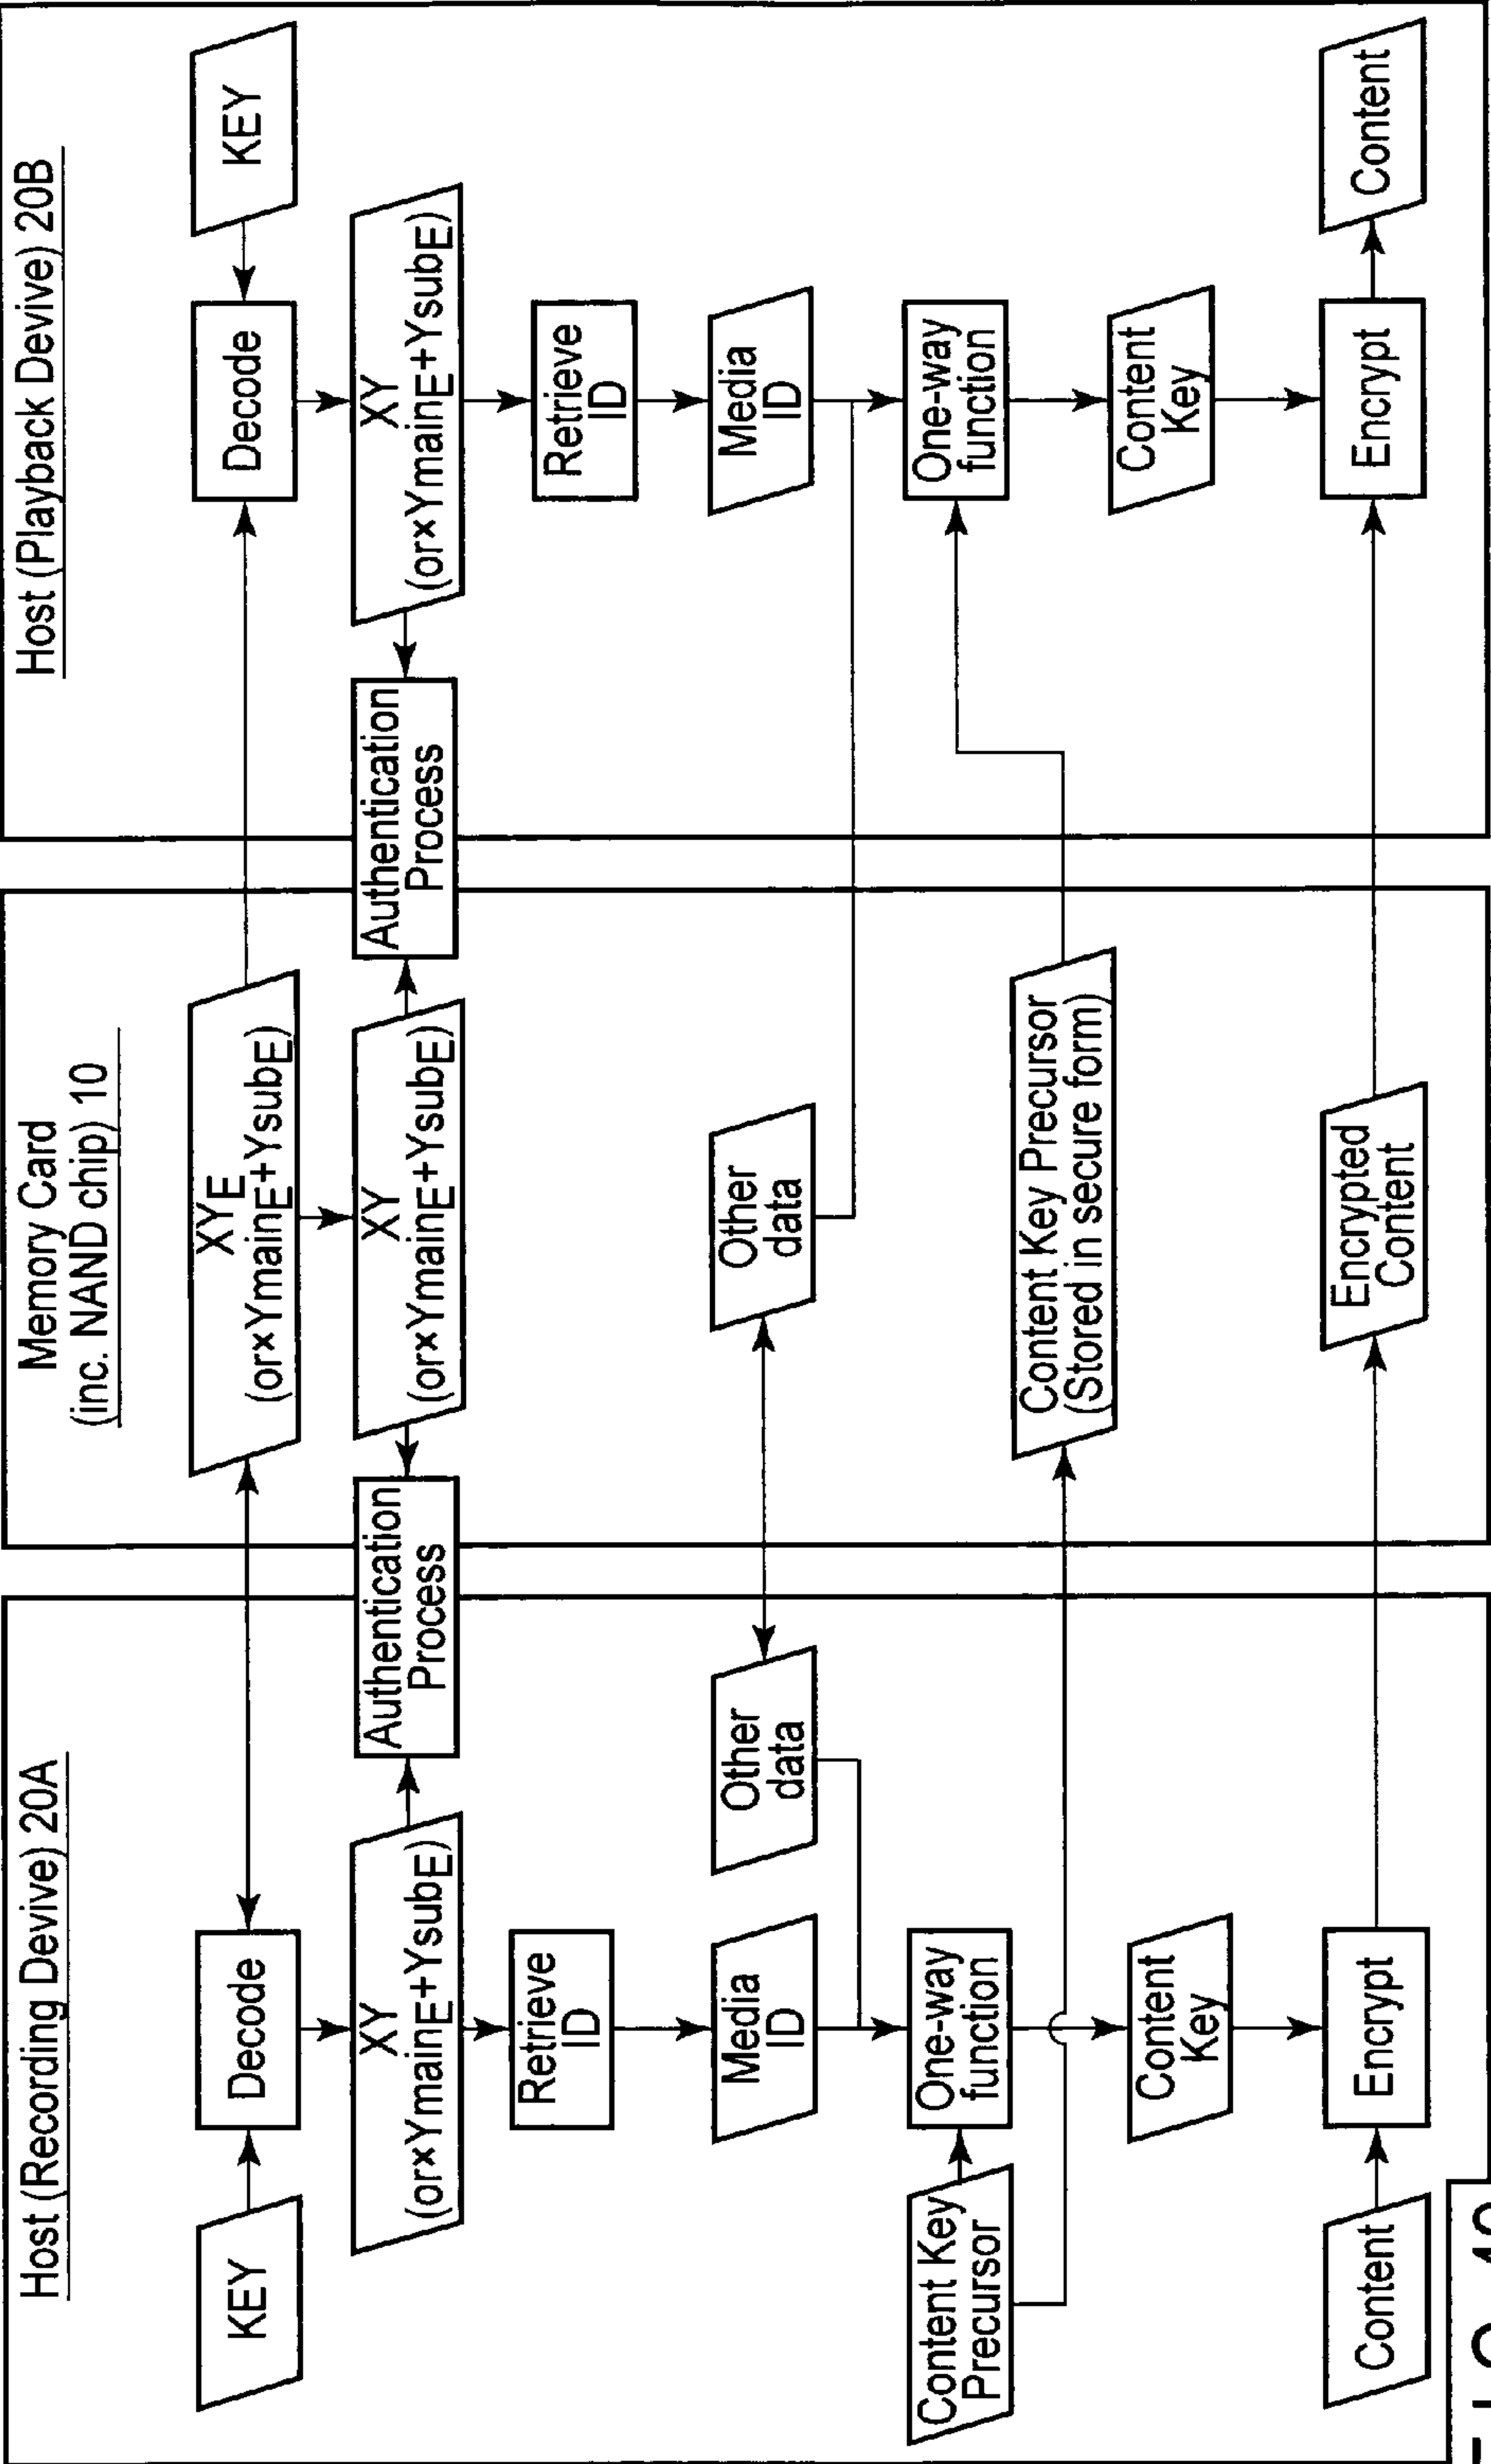 Host (Recording Devive) 20A
KEY
Decode
XY
(or×YmainE+YsubE)
Authentication
Process
Retrieve
ID
Media
ID
Other
data
Content Key
Precursor
One-way
function
Content
Key
Content
Encrypt
Memory Card
(inc. NAND chip) 10
XYE
(or×YmainE+YsubE)
XY
(or×YmainE+YsubE)
Other
data
Content Key Precursor
(Stored in secure form)
Encrypted
Content
Host (Playback Devive) 20B
KEY
Decode
Authentication
Process
XY
(or×YmainE+YsubE)
Retrieve
ID
Media
ID
One-way
function
Content
Key
Encrypt
Content